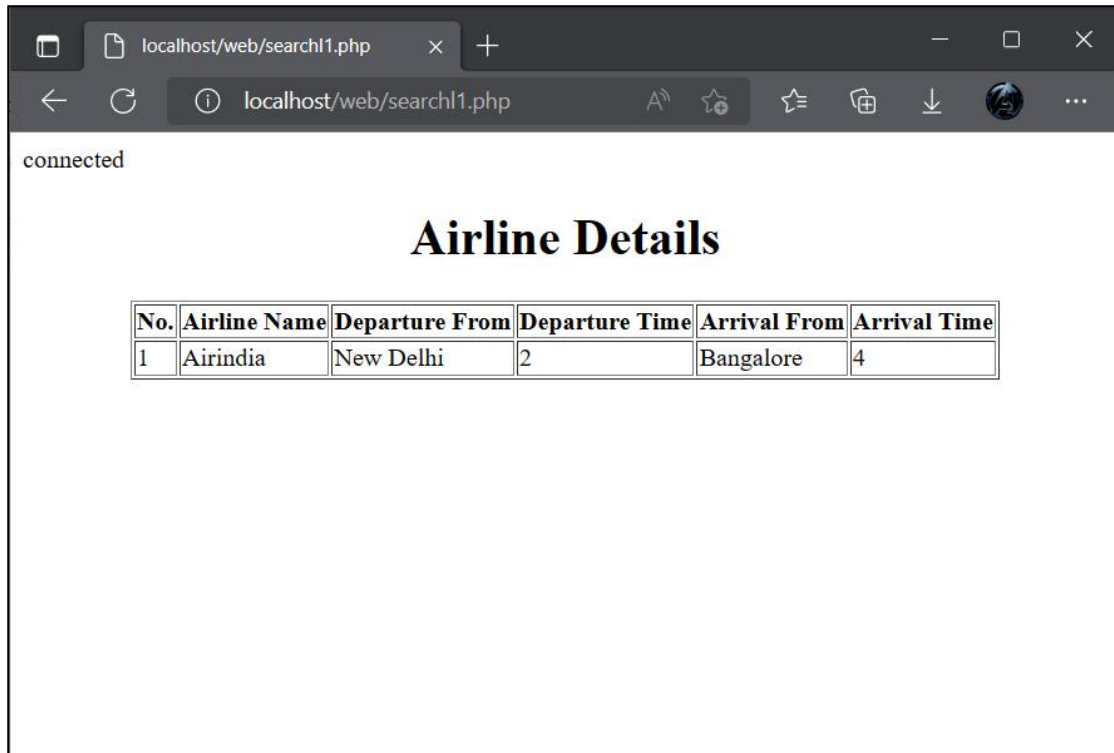 localhost/web/searchl1.php
localhost/web/searchl1.php
connected
Airline Details
No. Airline Name Departure From Departure Time Arrival From Arrival Time
1 Airindia New Delhi 2 Bangalore 4